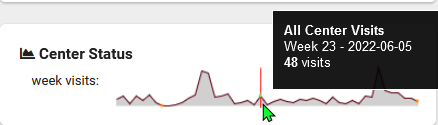 All Center Visits
Week 23 - 2022-06-05
48 visits
Center Status
week visits: